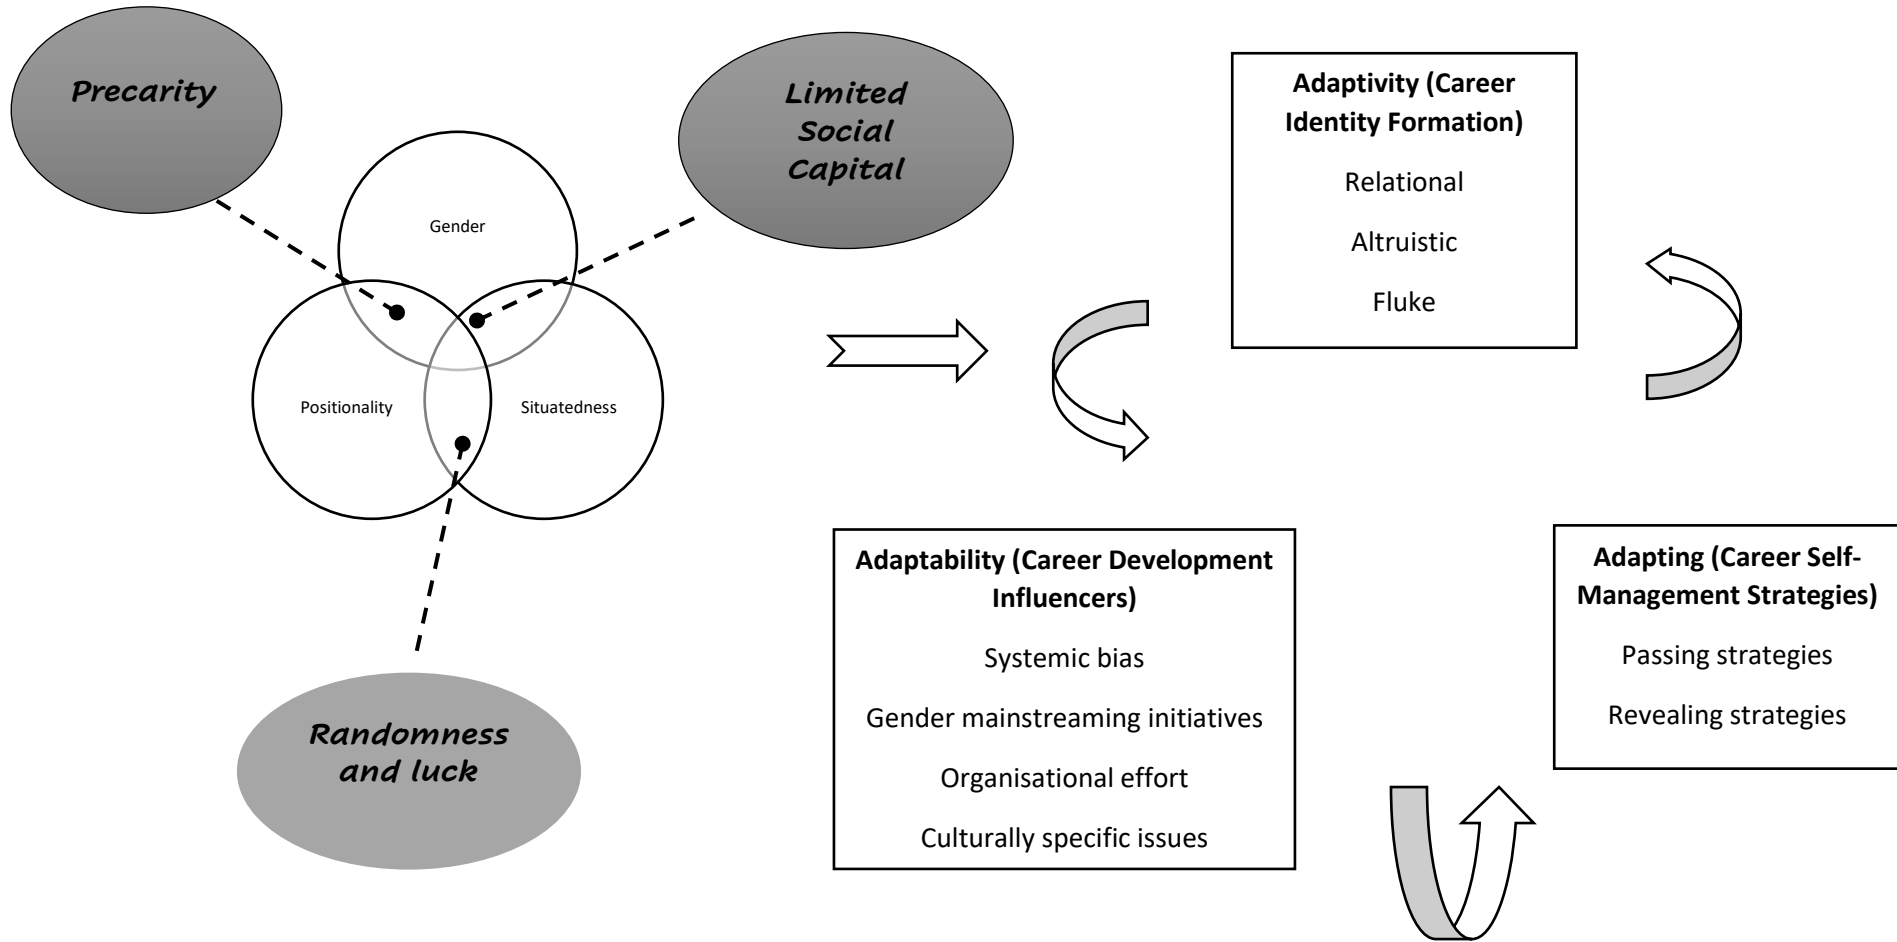 Precarity
Limited
Social
Capital
Gender
Positionality
Situatedness
Randomness
and luck
Adaptivity (Career
Identity Formation)
Relational
Altruistic
Fluke
Adaptability (Career Development
Influencers)
Systemic bias
Gender mainstreaming initiatives
Organisational effort
Culturally specific issues
Adapting (Career Self-
Management Strategies)
Passing strategies
Revealing strategies